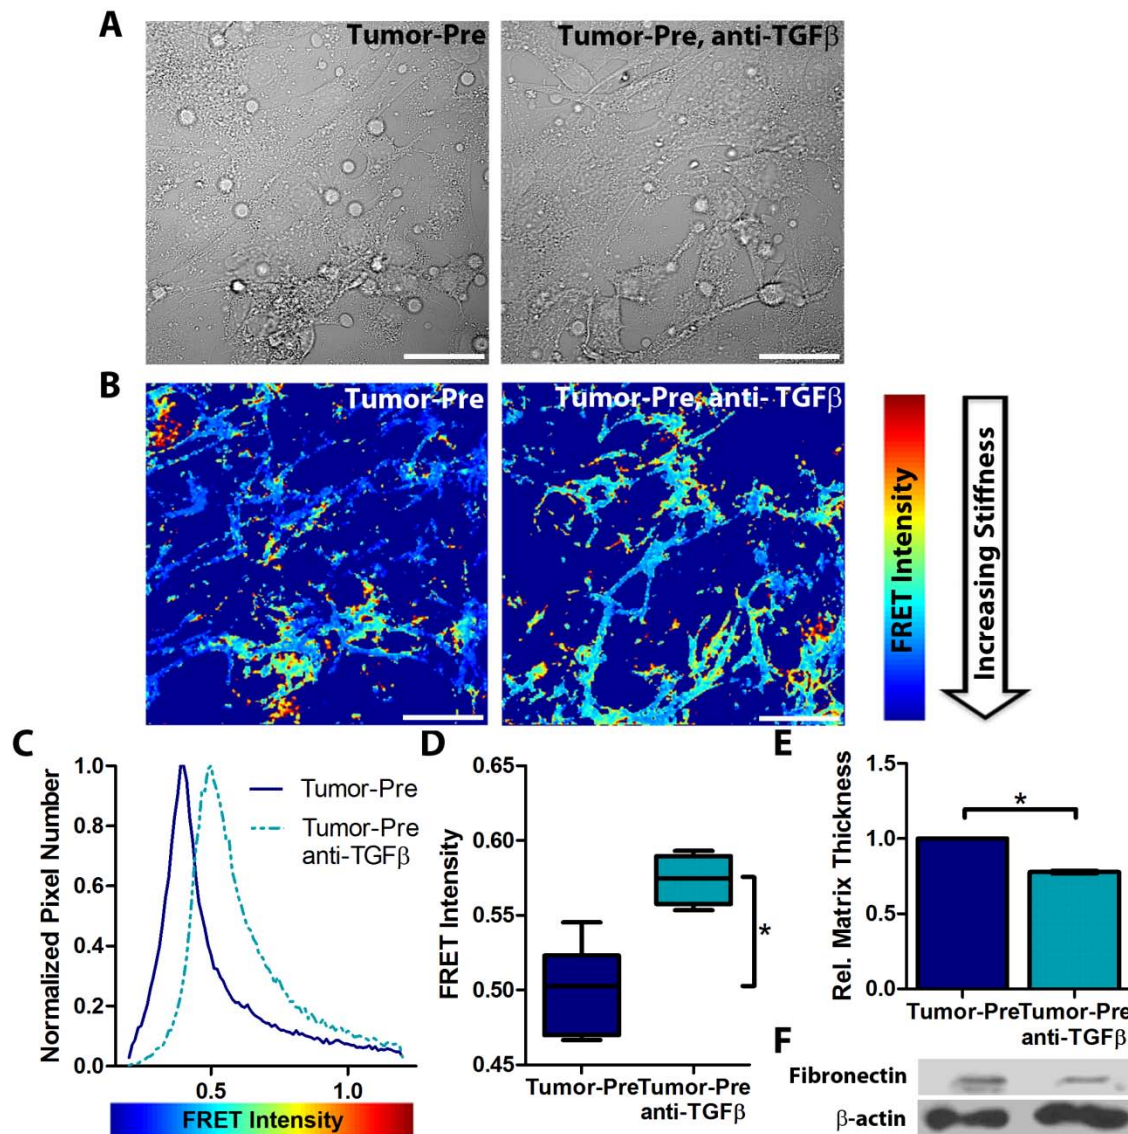 A
Tumor-Pre
Tumor-Pre, anti-TGFβ
B
Tumor-Pre
Tumor-Pre, anti- TGFβ
FRET Intensity
Increasing Stiffness
C
Normalized Pixel Number
1.0
0.8
0.6
0.4
0.2
0.0
0.5
1.0
Tumor-Pre
Tumor-Pre
anti-TGFβ
FRET Intensity
D
FRET Intensity
0.65
0.60
0.55
0.50
0.45
*
Tumor-Pre
Tumor-Pre
anti-TGFβ
E
Rel. Matrix Thickness
1.5
1.0
0.5
0.0
*
Tumor-Pre
Tumor-Pre
anti-TGFβ
F
Fibronectin
β-actin